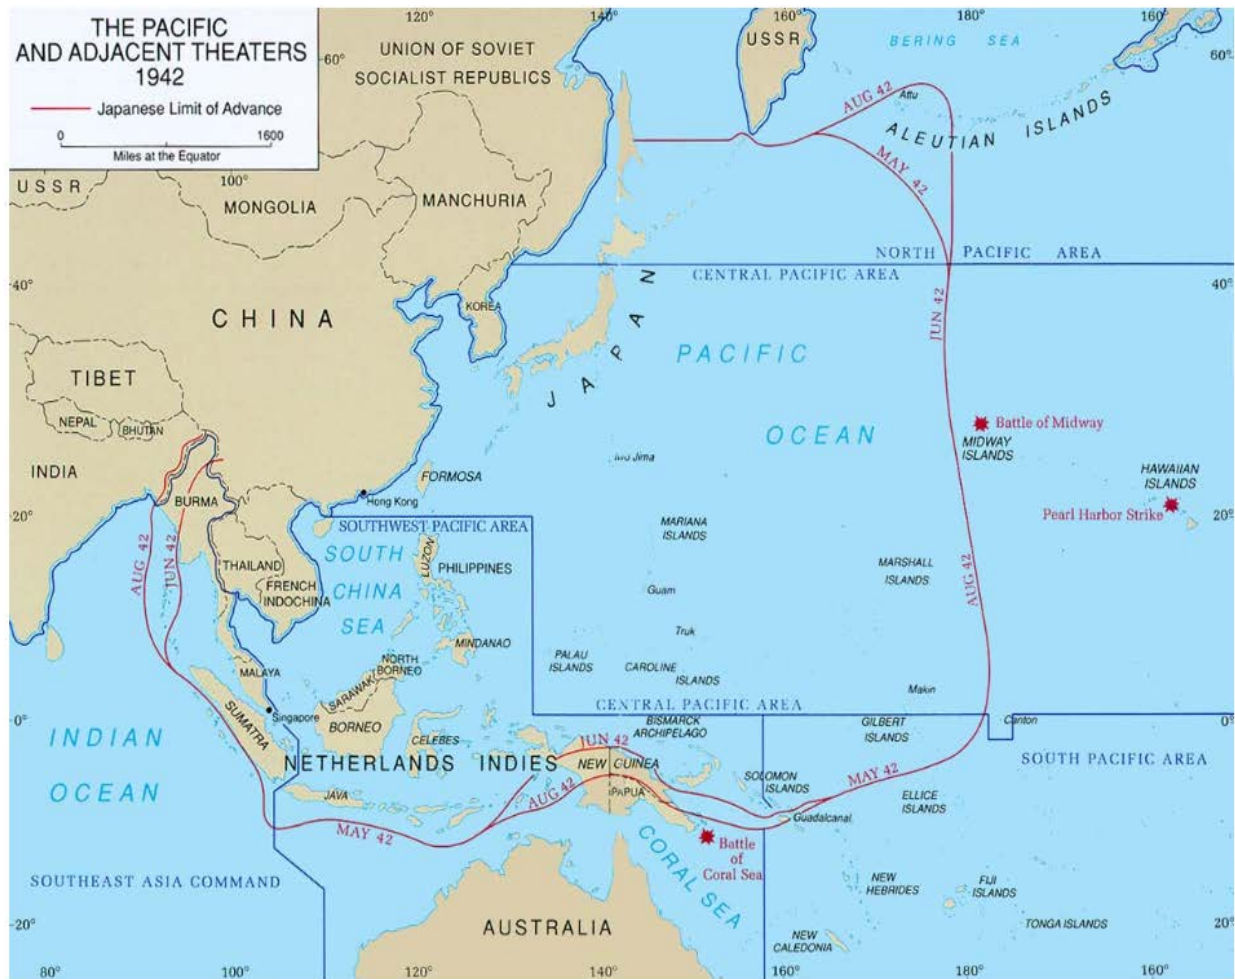 THE PACIFIC
AND ADJACENT THEATERS
1942
Japanese Limit of Advance
0 1600
Miles at the Equator
120°
140°
160°
180°
160°
60°
60°
UNION OF SOVIET
SOCIALIST REPUBLICS
USSR
BERING SEA
AUG 42
Attu
ALEUTIAN ISLANDS
MAY 42
USSR
100°
MONGOLIA
MANCHURIA
NORTH PACIFIC AREA
CENTRAL PACIFIC AREA
40°
40°
KOREA
CHINA
JAPAN
JUN 42
PACIFIC
OCEAN
TIBET
NEPAL
BHUTAN
INDIA
BURMA
Battle of Midway
MIDWAY
ISLANDS
Iwo Jima
FORMOSA
HAWAIIAN
ISLANDS
Hong Kong
Pearl Harbor Strike
20°
20°
SOUTHWEST PACIFIC AREA
MARIANA
ISLANDS
SOUTH
CHINA
SEA
LUZON
PHILIPPINES
AUG 42
JUN 42
THAILAND
FRENCH
INDOCHINA
MARSHALL
ISLANDS
AUG 42
Guam
Truk
MINDANAO
PALAU
ISLANDS
CAROLINE
ISLANDS
NORTH
BORNEO
MALAYA
SARAWAK
Makin
CENTRAL PACIFIC AREA
0°
0°
Singapore
SUMATRA
BORNEO
CELEBES
BISMARCK
ARCHIPELAGO
GILBERT
ISLANDS
Canton
INDIAN
OCEAN
JUN 42
NETHERLANDS INDIES
NEW GUINEA
PAPUA
SOUTH PACIFIC AREA
SOLOMON
ISLANDS
MAY 42
ELLICE
ISLANDS
JAVA
AUG 42
Guadalcanal
MAY 42
Battle
of
Coral Sea
CORAL SEA
SOUTHEAST ASIA COMMAND
NEW
HEBRIDES
FIJI
ISLANDS
20°
20°
AUSTRALIA
TONGA ISLANDS
NEW
CALEDONIA
80°
100°
120°
140°
160°
180°
160°